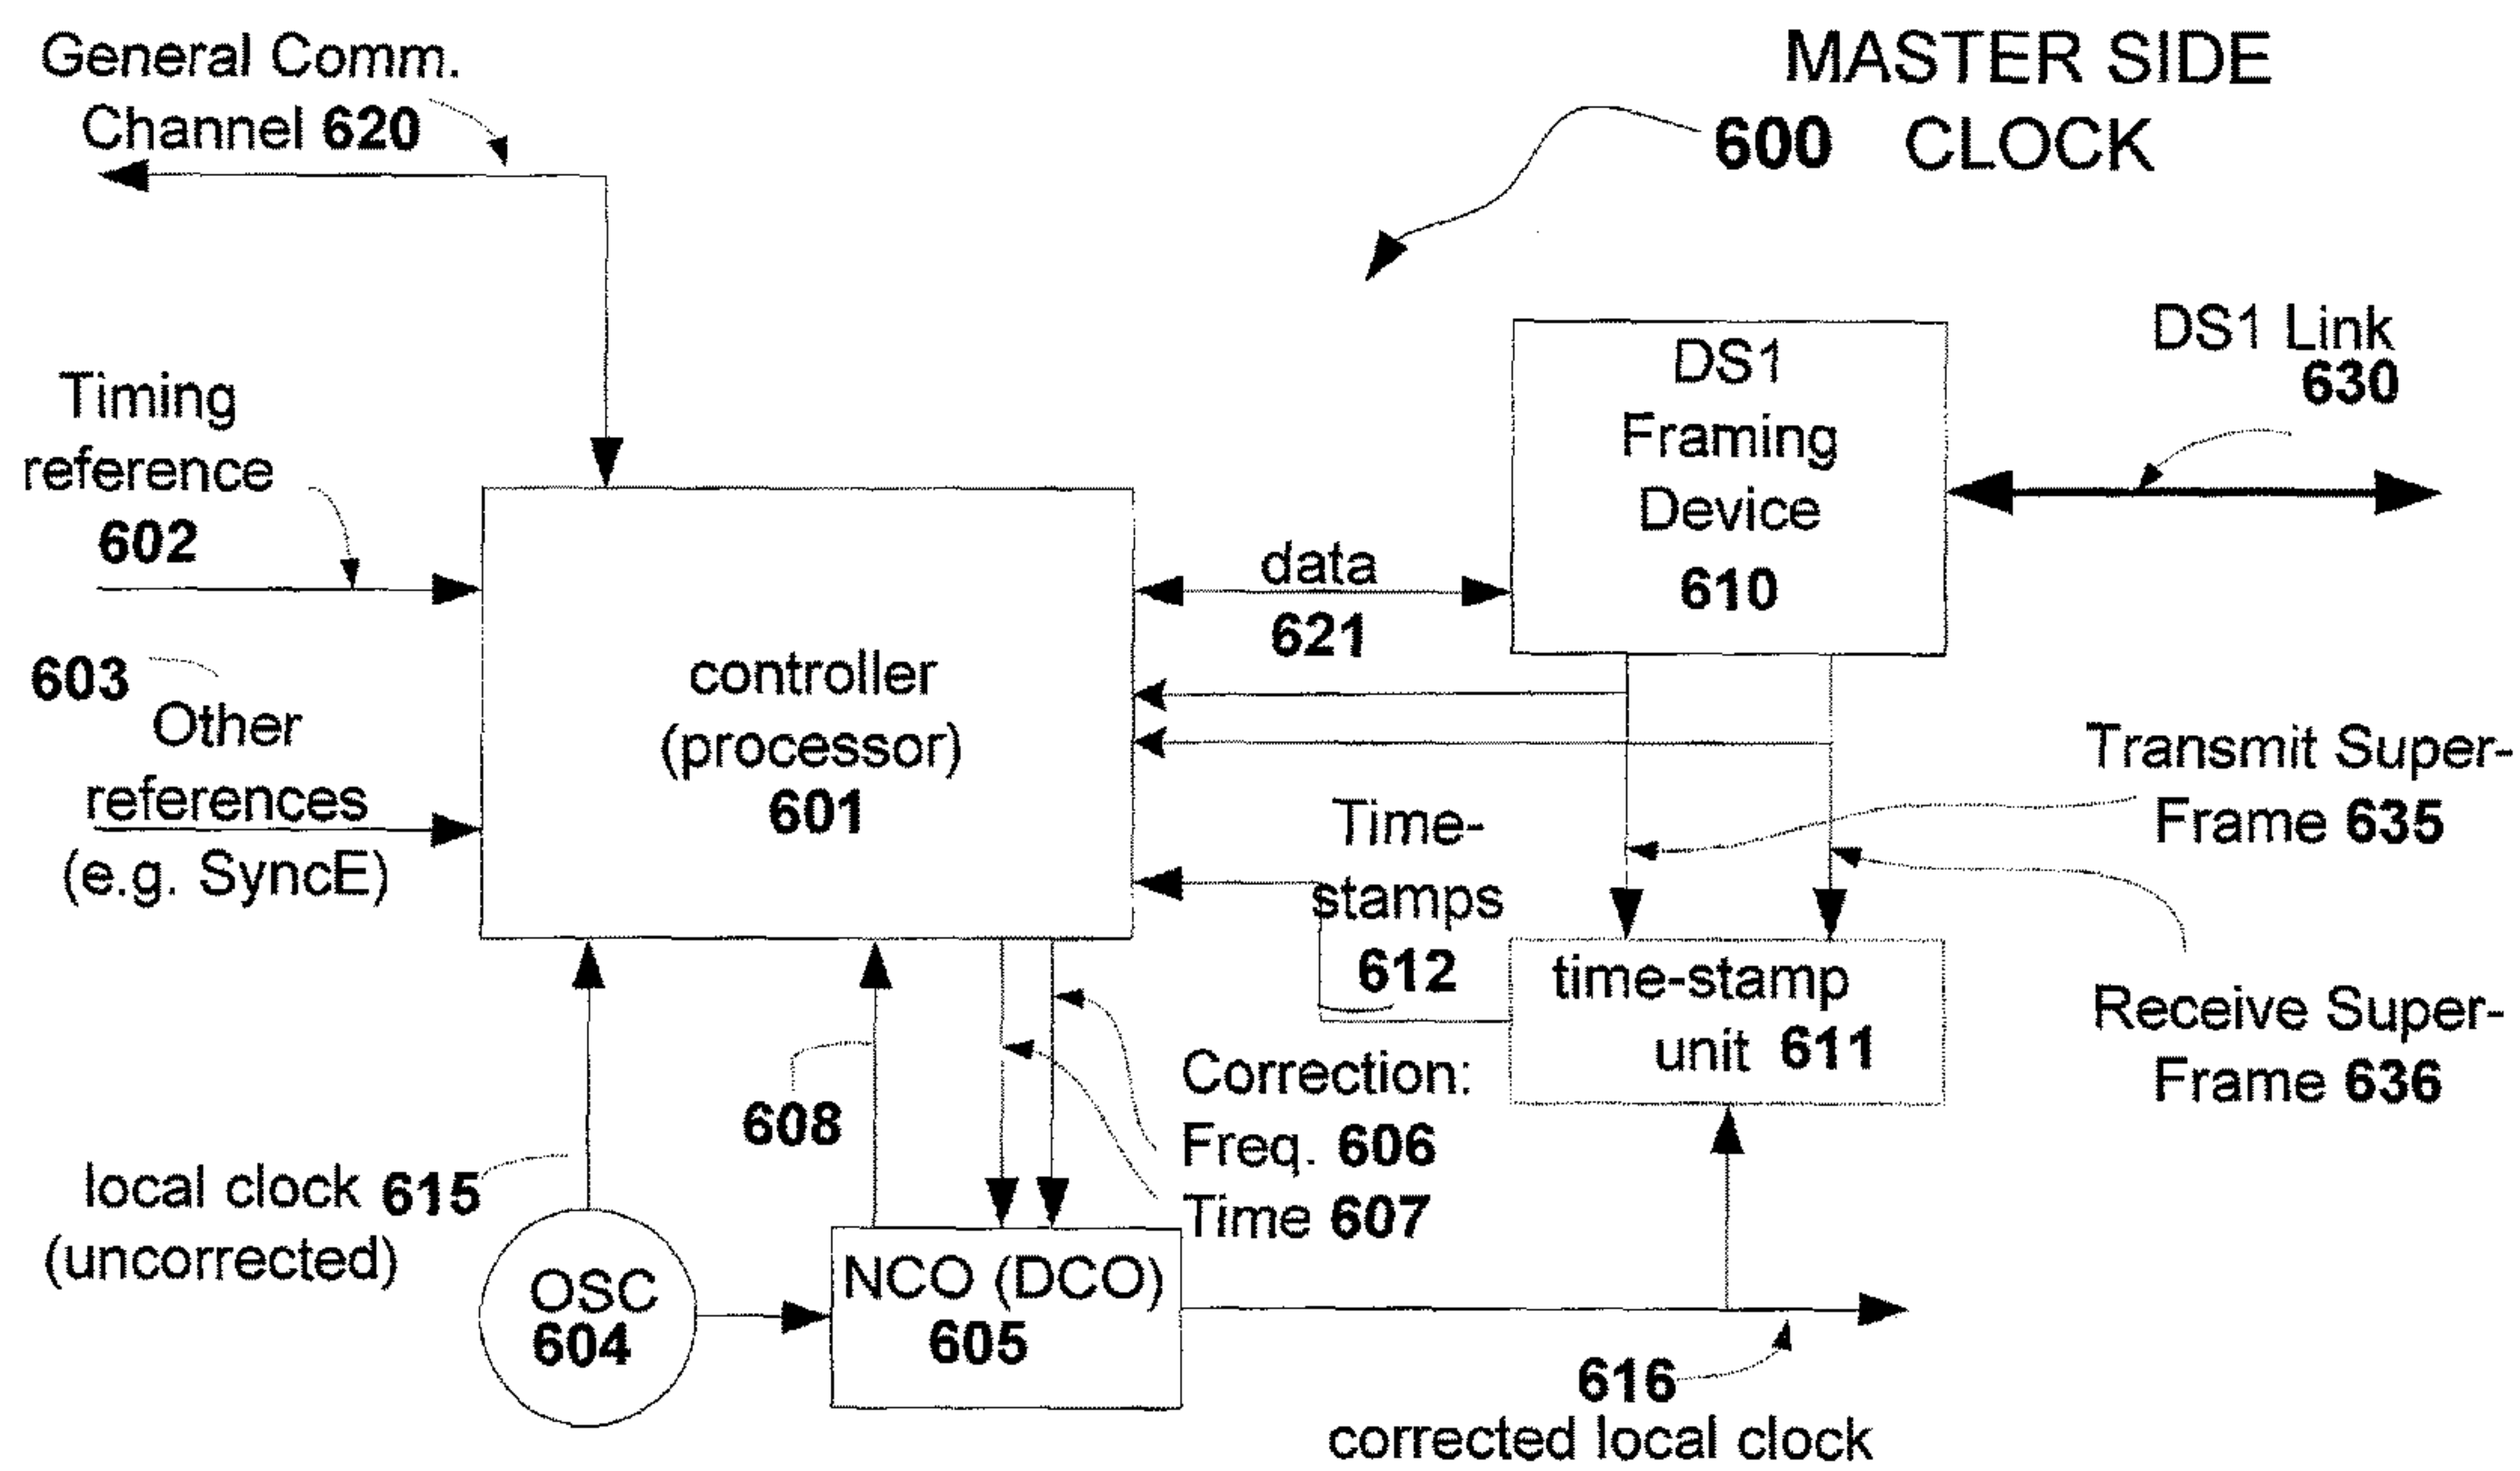 General Comm.
Channel 620
MASTER SIDE
600 CLOCK
DS1 Link
630
Timing
reference
602
DS1
Framing
Device
610
data
621
603
Other
references
(e.g. SyncE)
controller
(processor)
601
Transmit Super-
Frame 635
Time-
stamps
612
time-stamp
unit 611
Receive Super-
Frame 636
608
Correction:
Freq. 606
Time 607
local clock 615
(uncorrected)
OSC
604
NCO (DCO)
605
616
corrected local clock